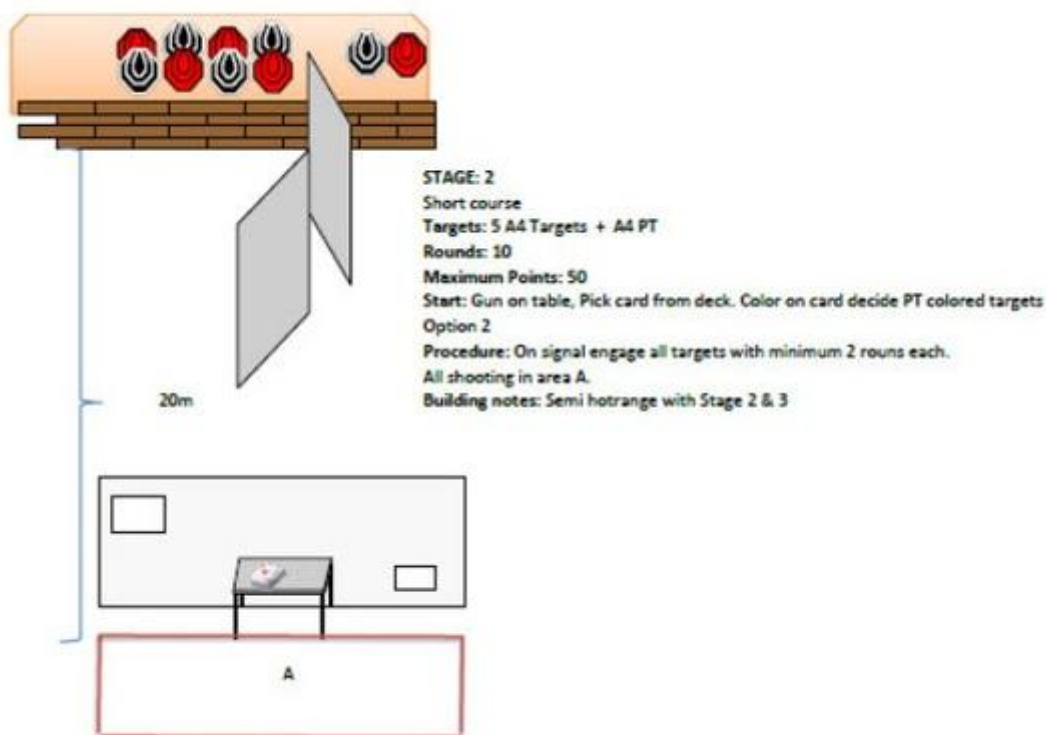 STAGE: 2
Short course
Targets: 5 A4 Targets + A4 PT
Rounds: 10
Maximum Points: 50
Start: Gun on table, Pick card from deck. Color on card decide PT colored targets
Option 2
Procedure: On signal engage all targets with minimum 2 rouns each.
All shooting in area A.
Building notes: Semi hotrange with Stage 2 & 3
20m
A